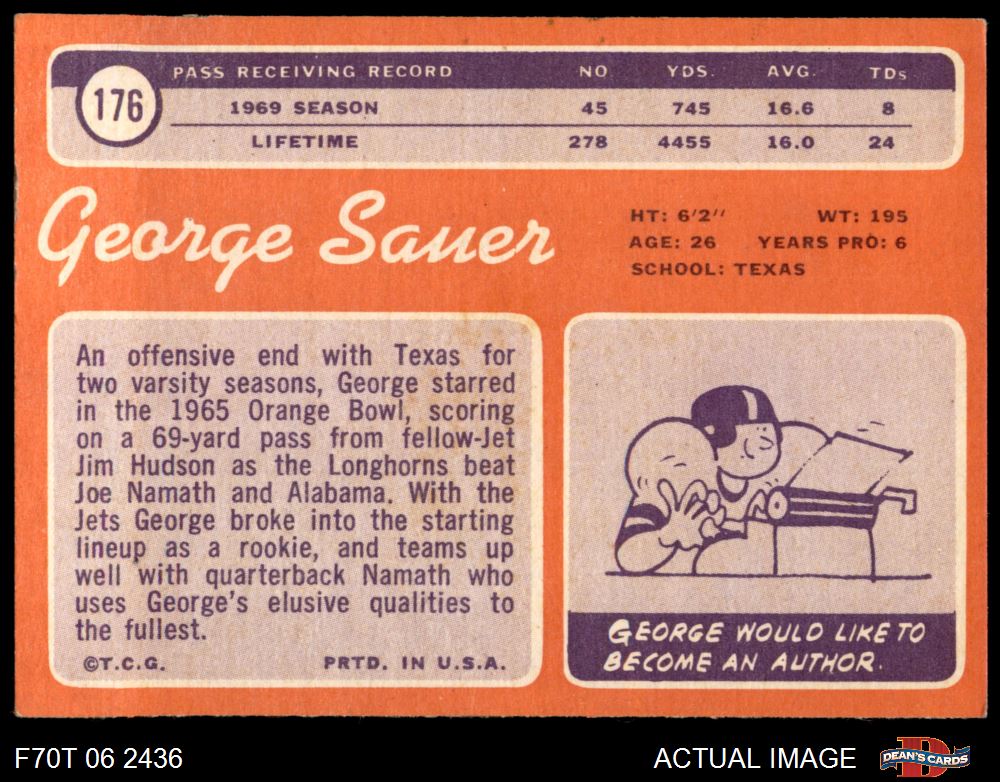 176
PASS RECEIVING RECORD NO. YDS. AVG. TDs
1969 SEASON 45 745 16.6 8
LIFETIME 278 4455 16.0 24
George Sauer
HT: 6'2" WT: 195
AGE: 26 YEARS PRO: 6
SCHOOL: TEXAS
An offensive end with Texas for
two varsity seasons, George starred
in the 1965 Orange Bowl, scoring
on a 69-yard pass from fellow-Jet
Jim Hudson as the Longhorns beat
Joe Namath and Alabama. With the
Jets George broke into the starting
lineup as a rookie, and teams up
well with quarterback Namath who
uses George's elusive qualities to
the fullest.
©T.C.G. PRTD. IN U.S.A.
GEORGE WOULD LIKE TO
BECOME AN AUTHOR.
F70T 06 2436
ACTUAL IMAGE
DEAN'S CARDS